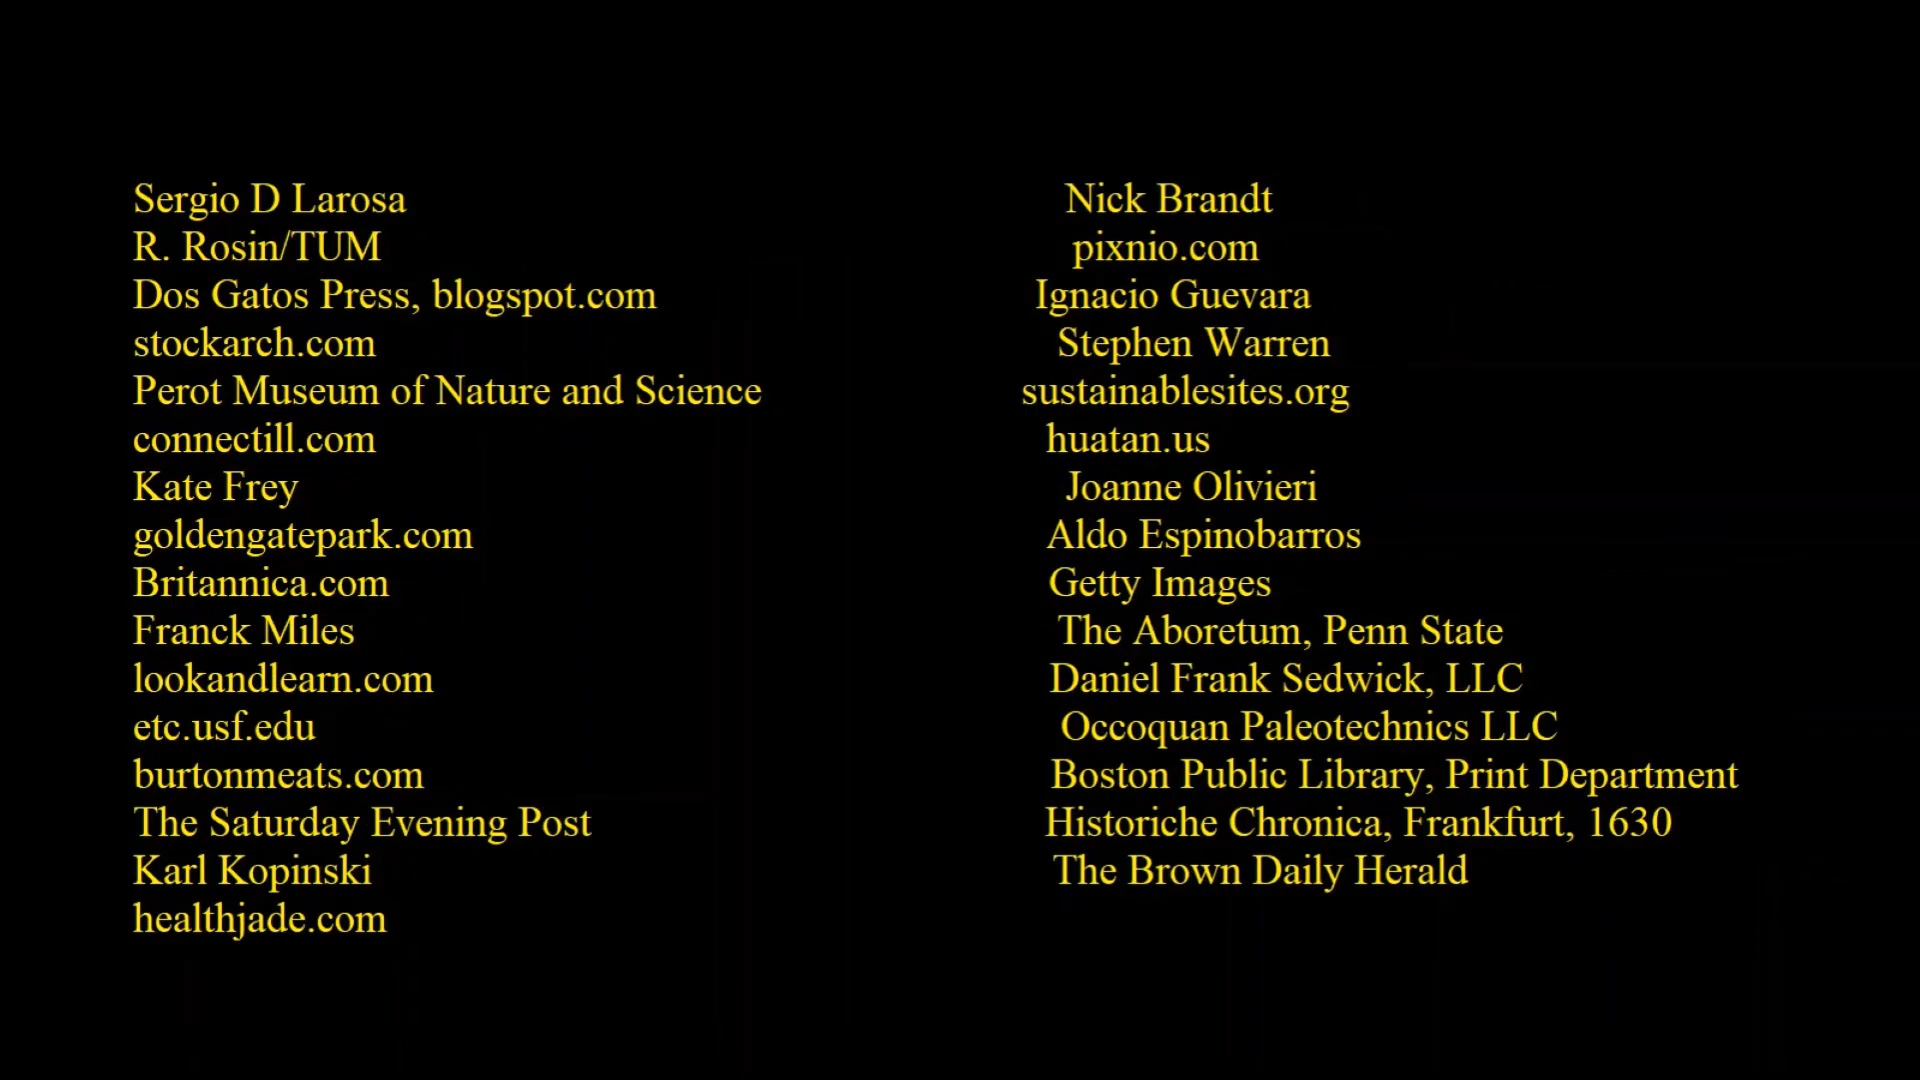 Sergio D Larosa
R. Rosin/TUM
Dos Gatos Press, blogspot.com
stockarch.com
Perot Museum of Nature and Science
connectill.com
Kate Frey
goldengatepark.com
Britannica.com
Franck Miles
lookandlearn.com
etc.usf.edu
burtonmeats.com
The Saturday Evening Post
Karl Kopinski
healthjade.com
Nick Brandt
pixnio.com
Ignacio Guevara
Stephen Warren
sustainablesites.org
huatan.us
Joanne Olivieri
Aldo Espinobarros
Getty Images
The Aboretum, Penn State
Daniel Frank Sedwick, LLC
Occoquan Paleotechnics LLC
Boston Public Library, Print Department
Historiche Chronica, Frankfurt, 1630
The Brown Daily Herald